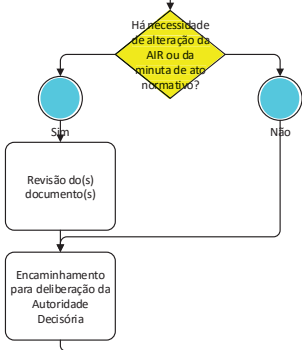 Há necessidade
de alteração da
AIR ou da
minuta de ato
normativo?
Sim
Não
Revisão do(s)
documento(s)
Encaminhamento
para deliberação da
Autoridade
Decisória